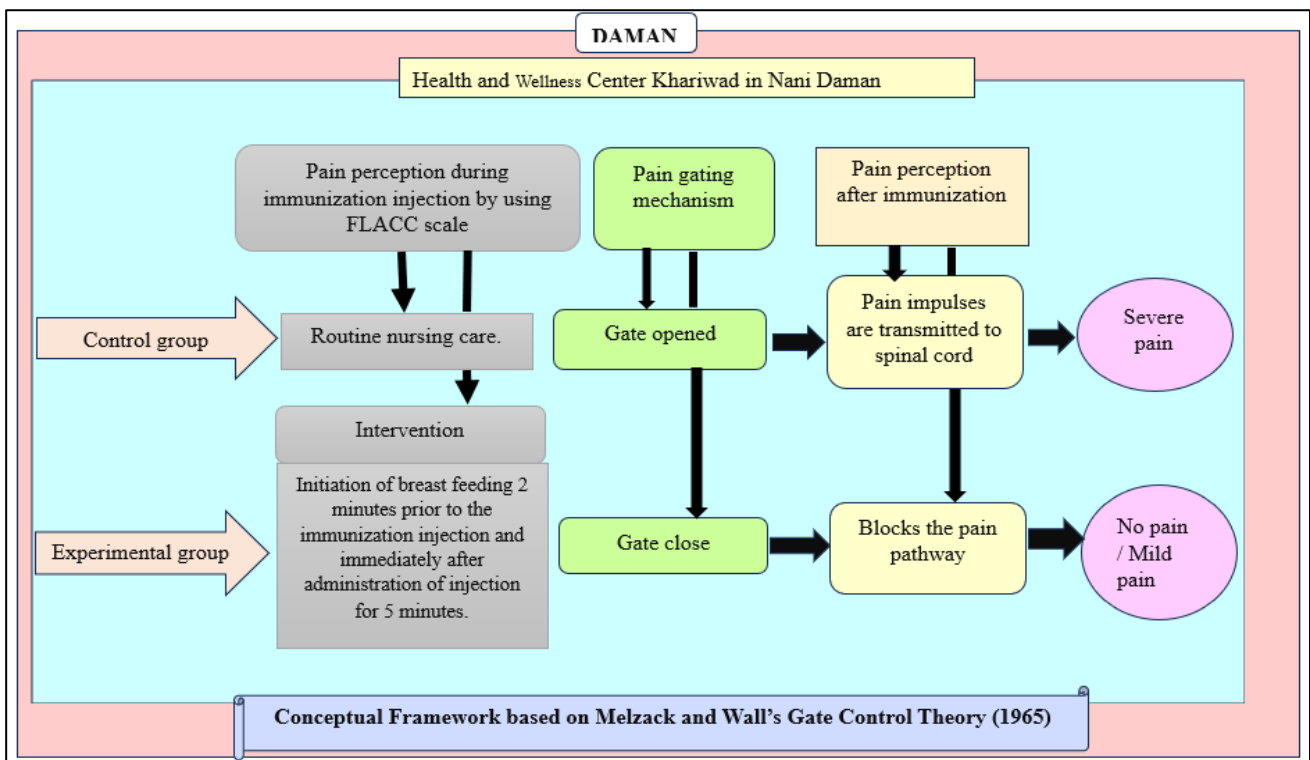 DAMAN
Health and Wellness Center Khariwad in Nani Daman
Pain perception during
immunization injection by using
FLACC scale
Pain gating
mechanism
Pain perception
after immunization
Control group
Routine nursing care.
Gate opened
Pain impulses
are transmitted to
spinal cord
Severe
pain
Intervention
Experimental group
Initiation of breast feeding 2
minutes prior to the
immunization injection and
immediately after
administration of injection
for 5 minutes.
Gate close
Blocks the pain
pathway
No pain
/ Mild
pain
Conceptual Framework based on Melzack and Wall’s Gate Control Theory (1965)